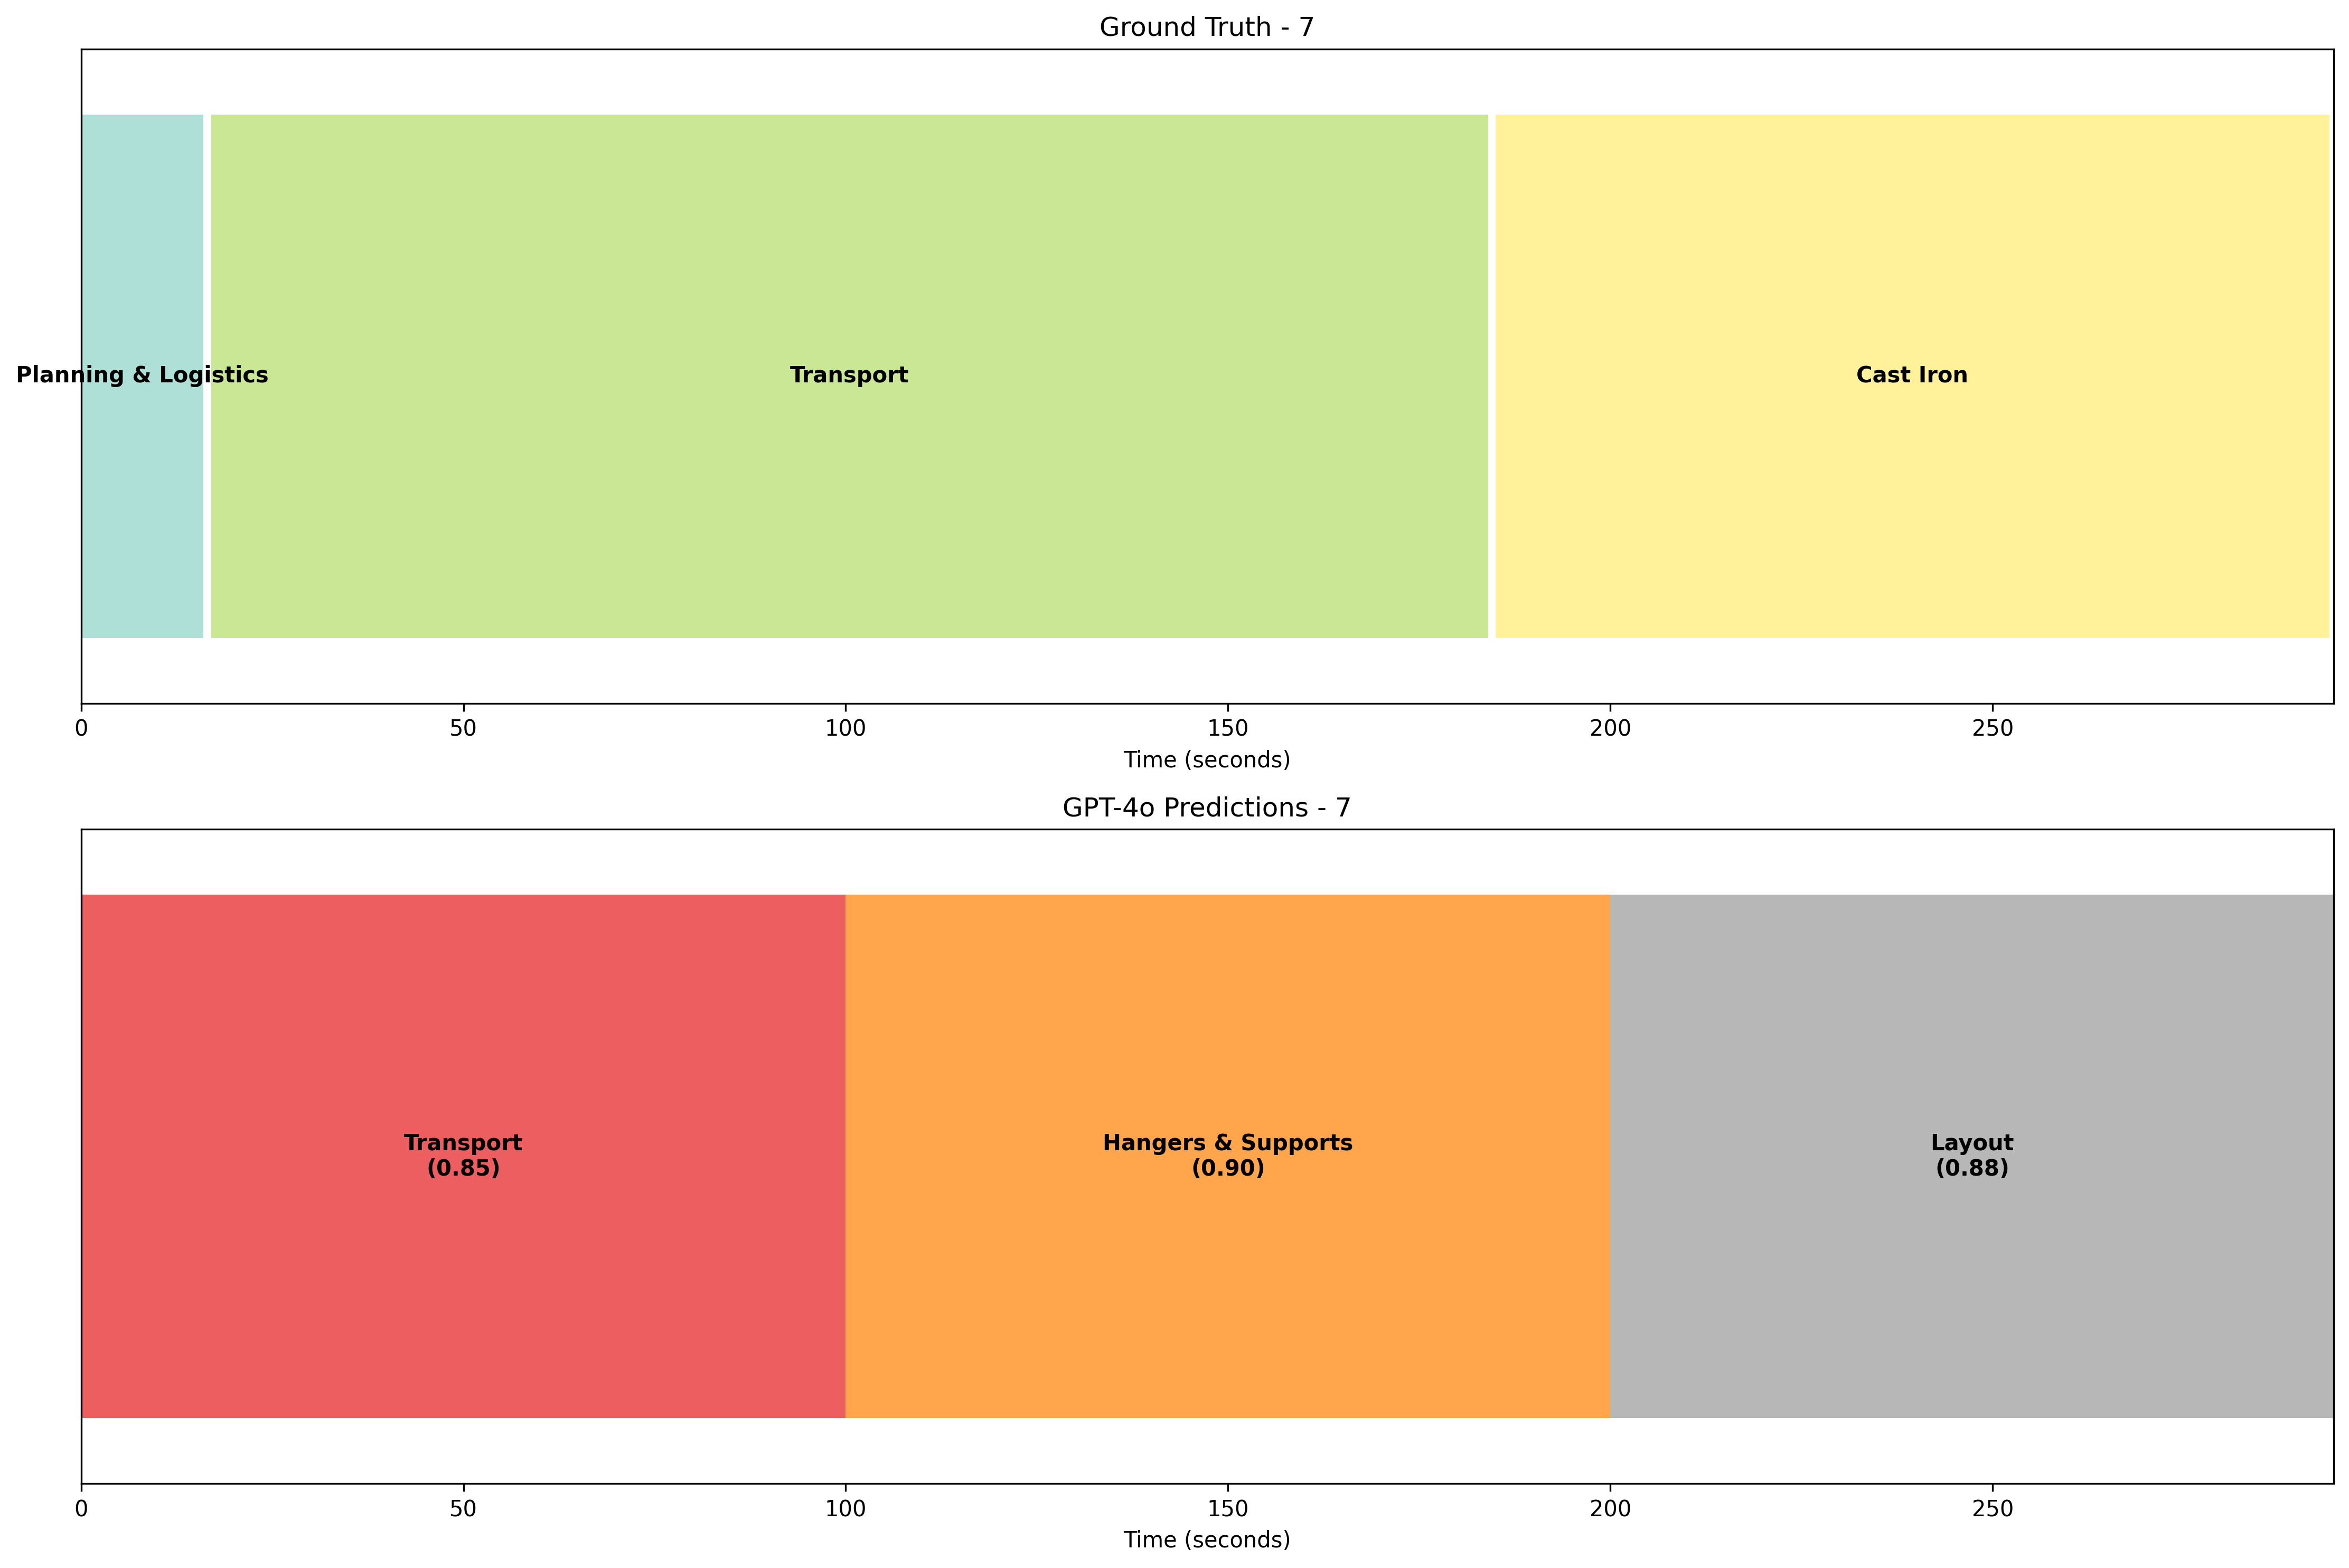 Ground Truth - 7
Planning & Logistics
Transport
Cast Iron
0
50
100
150
200
250
Time (seconds)
GPT-4o Predictions - 7
Transport
(0.85)
Hangers & Supports
(0.90)
Layout
(0.88)
0
50
100
150
200
250
Time (seconds)